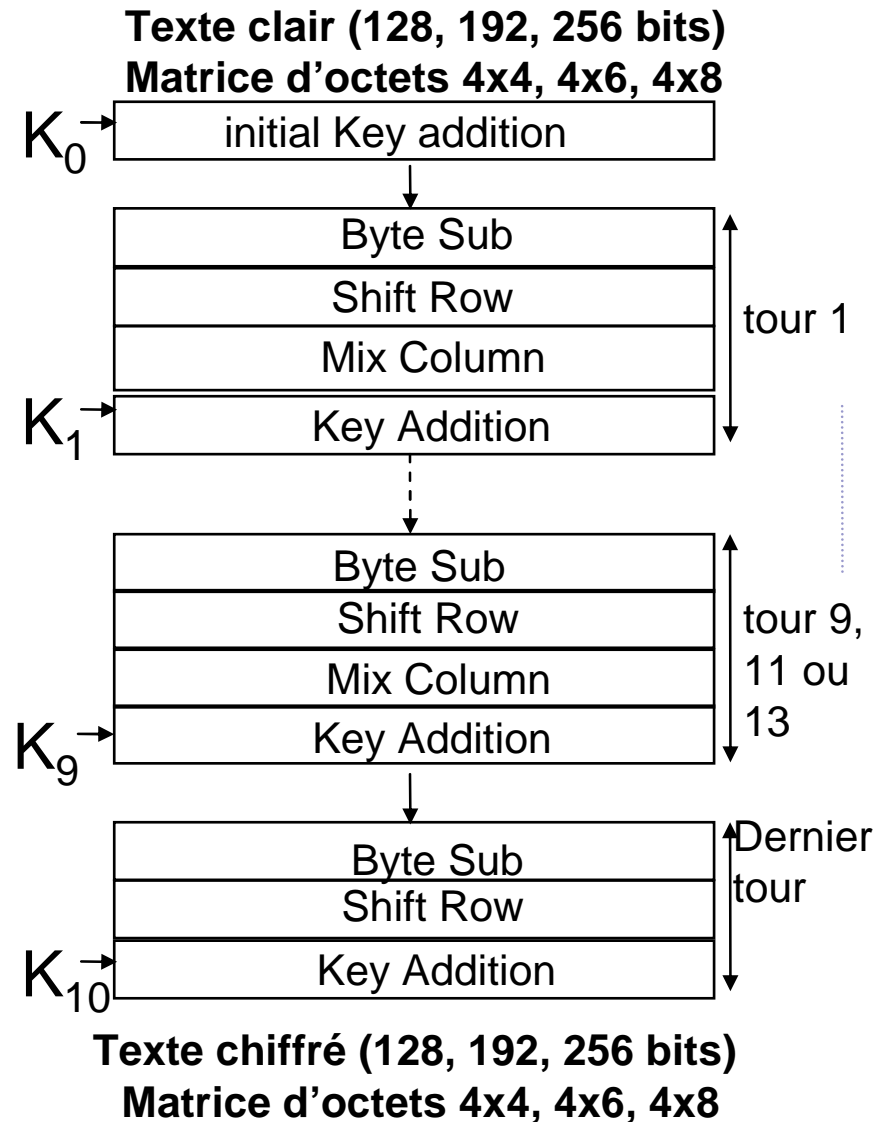 Texte clair (128, 192, 256 bits)
Matrice d'octets 4x4, 4x6, 4x8
K0
initial Key addition
Byte Sub
Shift Row
Mix Column
tour 1
K1
Key Addition
Byte Sub
Shift Row
Mix Column
tour 9,
11 ou
13
K9
Key Addition
Byte Sub
Shift Row
Dernier
tour
K10
Key Addition
Texte chiffré (128, 192, 256 bits)
Matrice d'octets 4x4, 4x6, 4x8